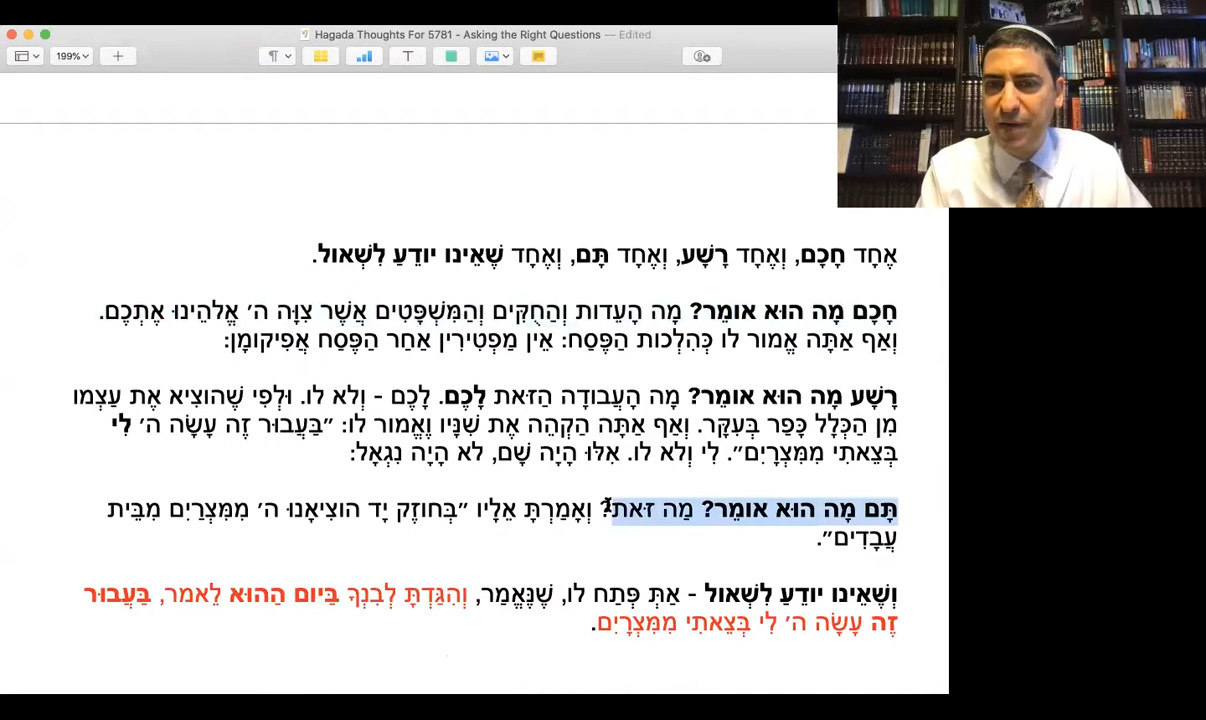 Hagada Thoughts For 5781 - Asking the Right Questions — Edited
199%
אֶחָד חָכָם, וְאֶחָד רָשָׁע, וְאֶחָד תָּם, וְאֶחָד שֶׁאֵינוֹ יוֹדֵעַ לִשְׁאוֹל.
חָכָם מָה הוּא אוֹמֵר? מָה הָעֵדוֹת וְהַחֻקִּים וְהַמִּשְׁפָּטִים אֲשֶׁר צִוָּה ה׳ אֱלֹהֵינוּ אֶתְכֶם.
וְאַף אַתָּה אֱמוֹר לוֹ כְּהִלְכוֹת הַפֶּסַח: אֵין מַפְטִירִין אַחַר הַפֶּסַח אֲפִיקוֹמָן:
רָשָׁע מָה הוּא אוֹמֵר? מָה הָעֲבוֹדָה הַזֹּאת לָכֶם. לָכֶם - וְלֹא לוֹ. וּלְפִי שֶׁהוֹצִיא אֶת עַצְמוֹ
מִן הַכְּלָל כָּפַר בְּעִקָּר. וְאַף אַתָּה הַקְהֵה אֶת שִׁנָּיו וֶאֱמוֹר לוֹ: ״בַּעֲבוּר זֶה עָשָׂה ה׳ לִי
בְּצֵאתִי מִמִּצְרָיִם״. לִי וְלֹא לוֹ. אִלּוּ הָיָה שָׁם, לֹא הָיָה נִגְאָל:
תָּם מָה הוּא אוֹמֵר? מַה זֹּאת? וְאָמַרְתָּ אֵלָיו ״בְּחוֹזֶק יָד הוֹצִיאָנוּ ה׳ מִמִּצְרַיִם מִבֵּית
עֲבָדִים״.
וְשֶׁאֵינוֹ יוֹדֵעַ לִשְׁאוֹל - אַתְּ פְּתַח לוֹ, שֶׁנֶּאֱמַר, וְהִגַּדְתָּ לְבִנְךָ בַּיוֹם הַהוּא לֵאמֹר, בַּעֲבוּר
זֶה עָשָׂה ה׳ לִי בְּצֵאתִי מִמִּצְרָיִם.